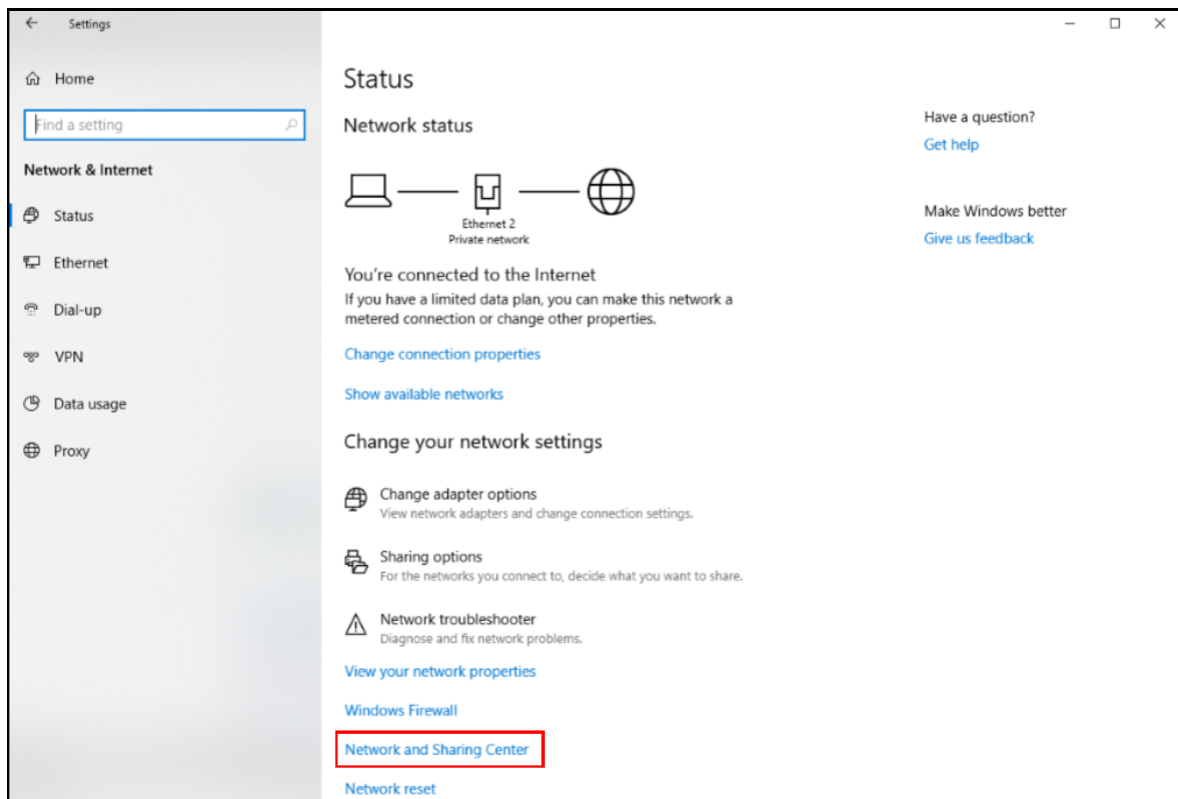 Settings
Home
Find a setting
Network & Internet
Status
Ethernet
Dial-up
VPN
Data usage
Proxy
Status
Network status
Ethernet 2
Private network
You're connected to the Internet
If you have a limited data plan, you can make this network a
metered connection or change other properties.
Change connection properties
Show available networks
Change your network settings
Change adapter options
View network adapters and change connection settings.
Sharing options
For the networks you connect to, decide what you want to share.
Network troubleshooter
Diagnose and fix network problems.
View your network properties
Windows Firewall
Network and Sharing Center
Network reset
Have a question?
Get help
Make Windows better
Give us feedback